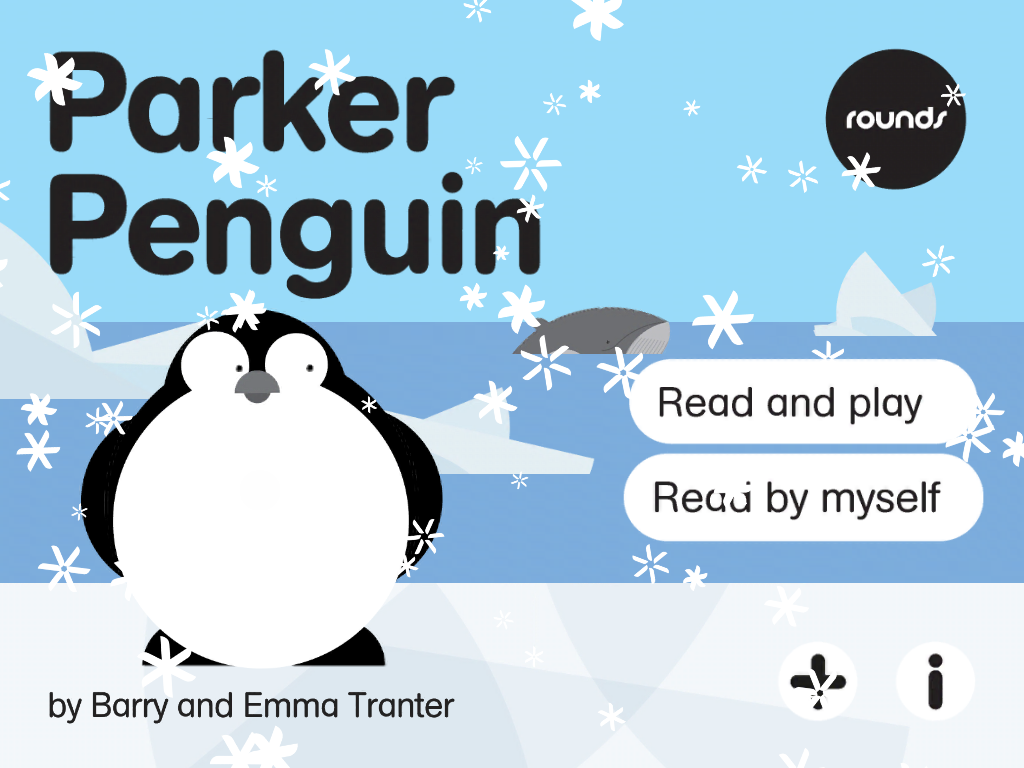 Parker
Penguin
rounds
Read and play
Read by myself
by Barry and Emma Tranter
i